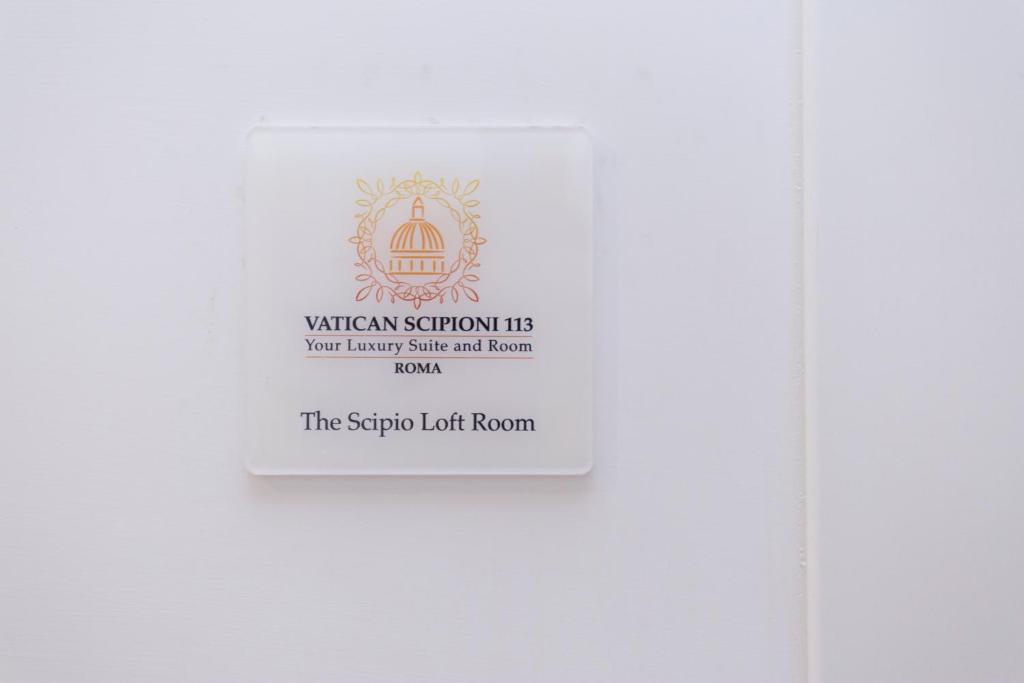 VATICAN SCIPIONI 113
Your Luxury Suite and Room
ROMA
The Scipio Loft Room